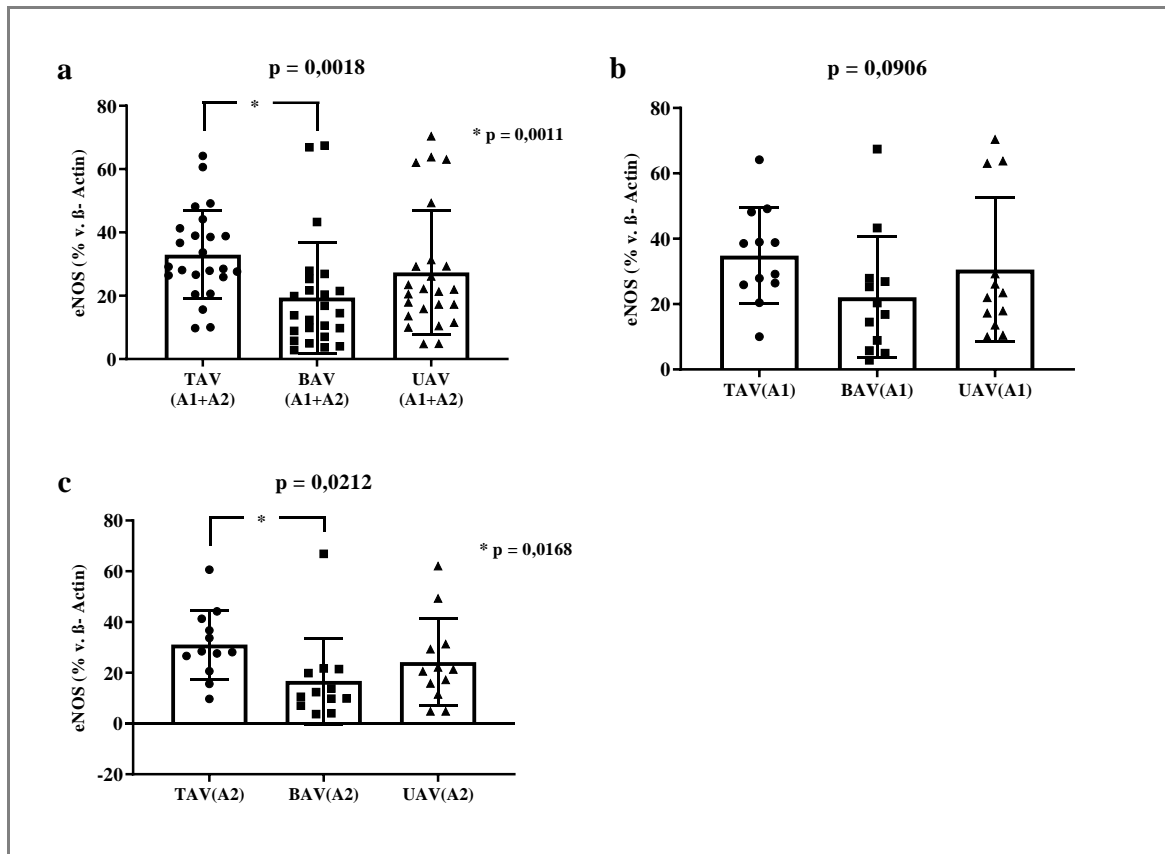 a
p = 0,0018
eNOS (% v. ß- Actin)
80
60
40
20
0
*
* p = 0,0011
TAV BAV UAV
(A1+A2) (A1+A2) (A1+A2)
b
p = 0,0906
eNOS (% v. ß- Actin)
80
60
40
20
0
TAV(A1) BAV(A1) UAV(A1)
c
p = 0,0212
eNOS (% v. ß- Actin)
80
60
40
20
0
-20
*
* p = 0,0168
TAV(A2) BAV(A2) UAV(A2)